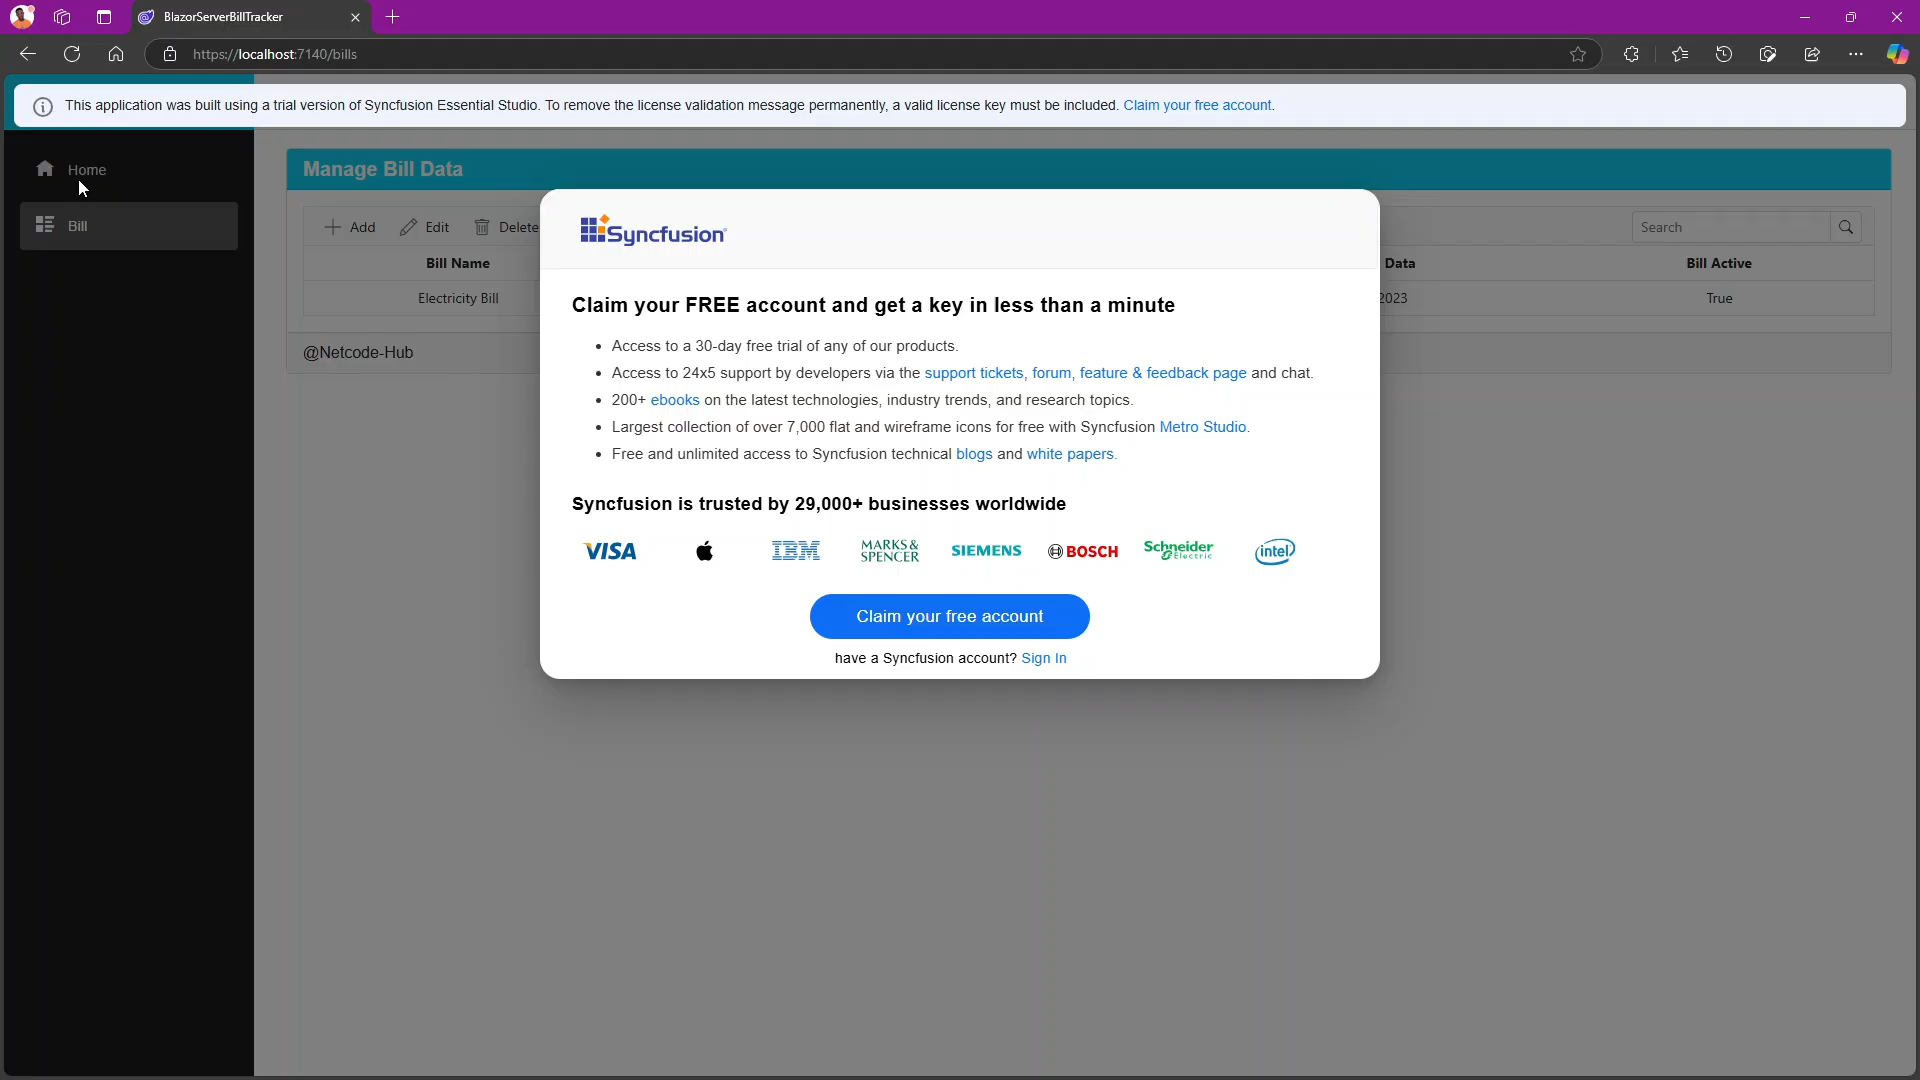 BlazorServerBillTracker
https://localhost:7140/bills
This application was built using a trial version of Syncfusion Essential Studio. To remove the license validation message permanently, a valid license key must be included. Claim your free account.
Home
Bill
Manage Bill Data
Add Edit Delete
Search
Bill Name Data Bill Active
Electricity Bill 2023 True
@Netcode-Hub
Syncfusion
Claim your FREE account and get a key in less than a minute
• Access to a 30-day free trial of any of our products.
• Access to 24x5 support by developers via the support tickets, forum, feature & feedback page and chat.
• 200+ ebooks on the latest technologies, industry trends, and research topics.
• Largest collection of over 7,000 flat and wireframe icons for free with Syncfusion Metro Studio.
• Free and unlimited access to Syncfusion technical blogs and white papers.
Syncfusion is trusted by 29,000+ businesses worldwide
VISA IBM MARKS & SPENCER SIEMENS BOSCH Schneider Electric intel
Claim your free account
have a Syncfusion account? Sign In